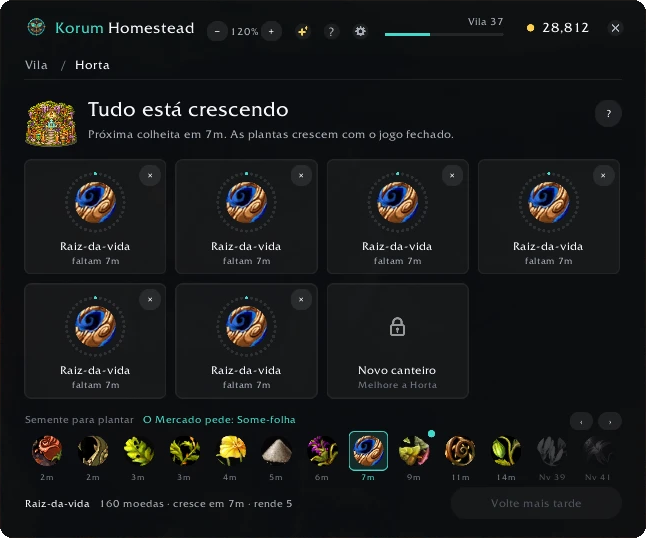 Korum Homestead
− 120% +
?
Vila 37
28,812
×
Vila / Horta
Tudo está crescendo
Próxima colheita em 7m. As plantas crescem com o jogo fechado.
?
× × × ×
Raiz-da-vida Raiz-da-vida Raiz-da-vida Raiz-da-vida
faltam 7m faltam 7m faltam 7m faltam 7m
× ×
Raiz-da-vida Raiz-da-vida Novo canteiro
faltam 7m faltam 7m Melhore a Horta
Semente para plantar O Mercado pede: Some-folha
‹ ›
2m 2m 3m 3m 4m 5m 6m 7m 9m 11m 14m Nv 39 Nv 41
Raiz-da-vida 160 moedas · cresce em 7m · rende 5
Volte mais tarde